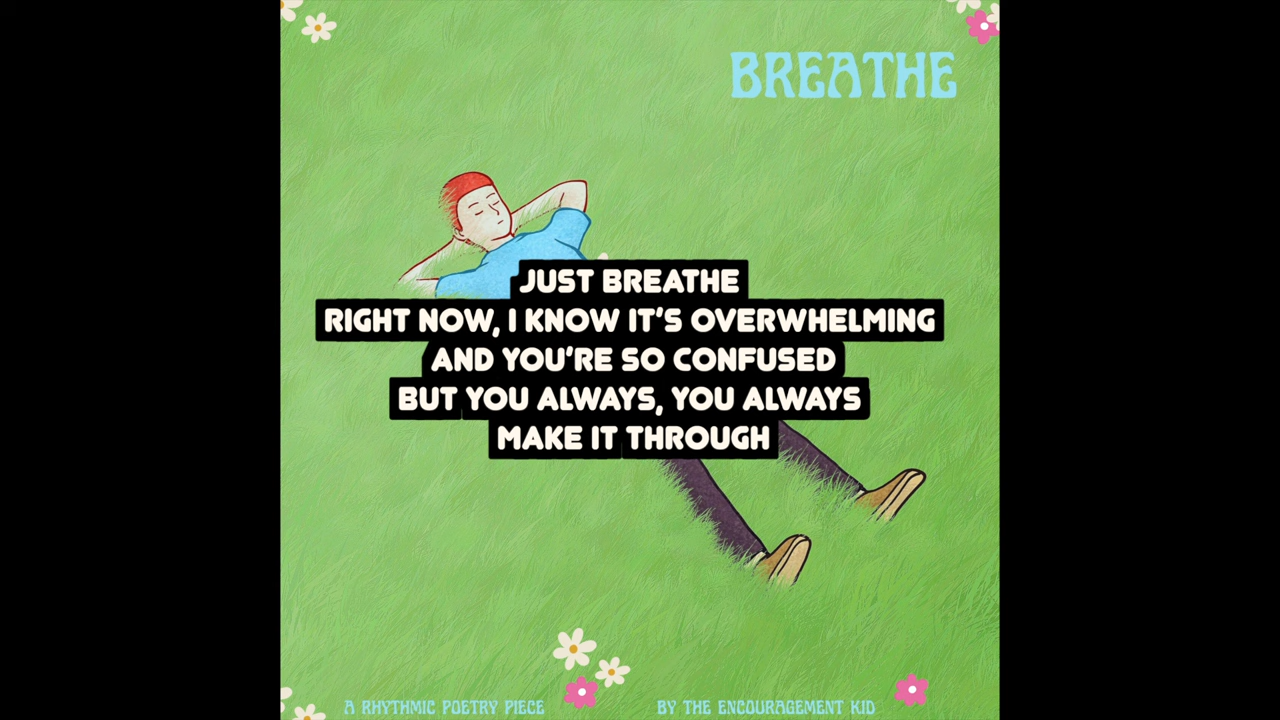 BREATHE
JUST BREATHE
RIGHT NOW, I KNOW IT'S OVERWHELMING
AND YOU'RE SO CONFUSED
BUT YOU ALWAYS, YOU ALWAYS
MAKE IT THROUGH
A RHYTHMIC POETRY PIECE BY THE ENCOURAGEMENT KID